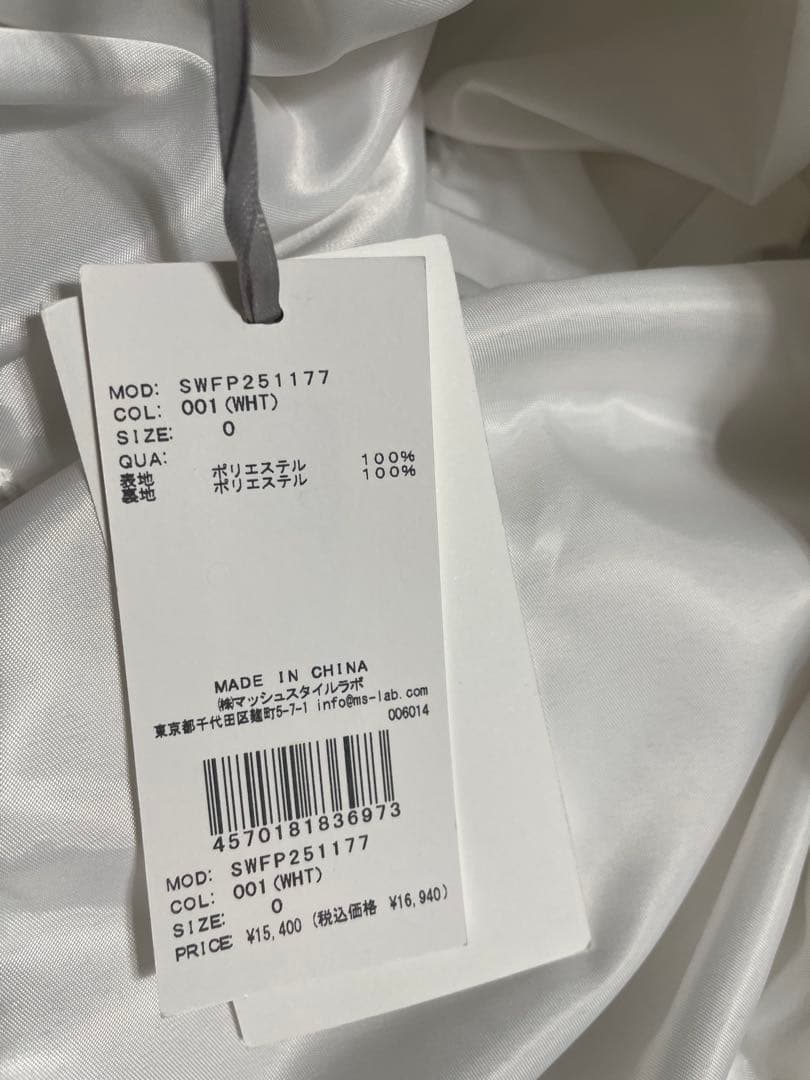 MOD: SWFP251177
COL: 001(WHT)
SIZE: 0
QUA:
表地 ポリエステル 100%
裏地 ポリエステル 100%
MADE IN CHINA
㈱マッシュスタイルラボ
東京都千代田区麹町5-7-1 info@ms-lab.com
006014
4570181836973
MOD: SWFP251177
COL: 001(WHT)
SIZE: 0
PRICE: ¥15,400 (税込価格 ¥16,940)